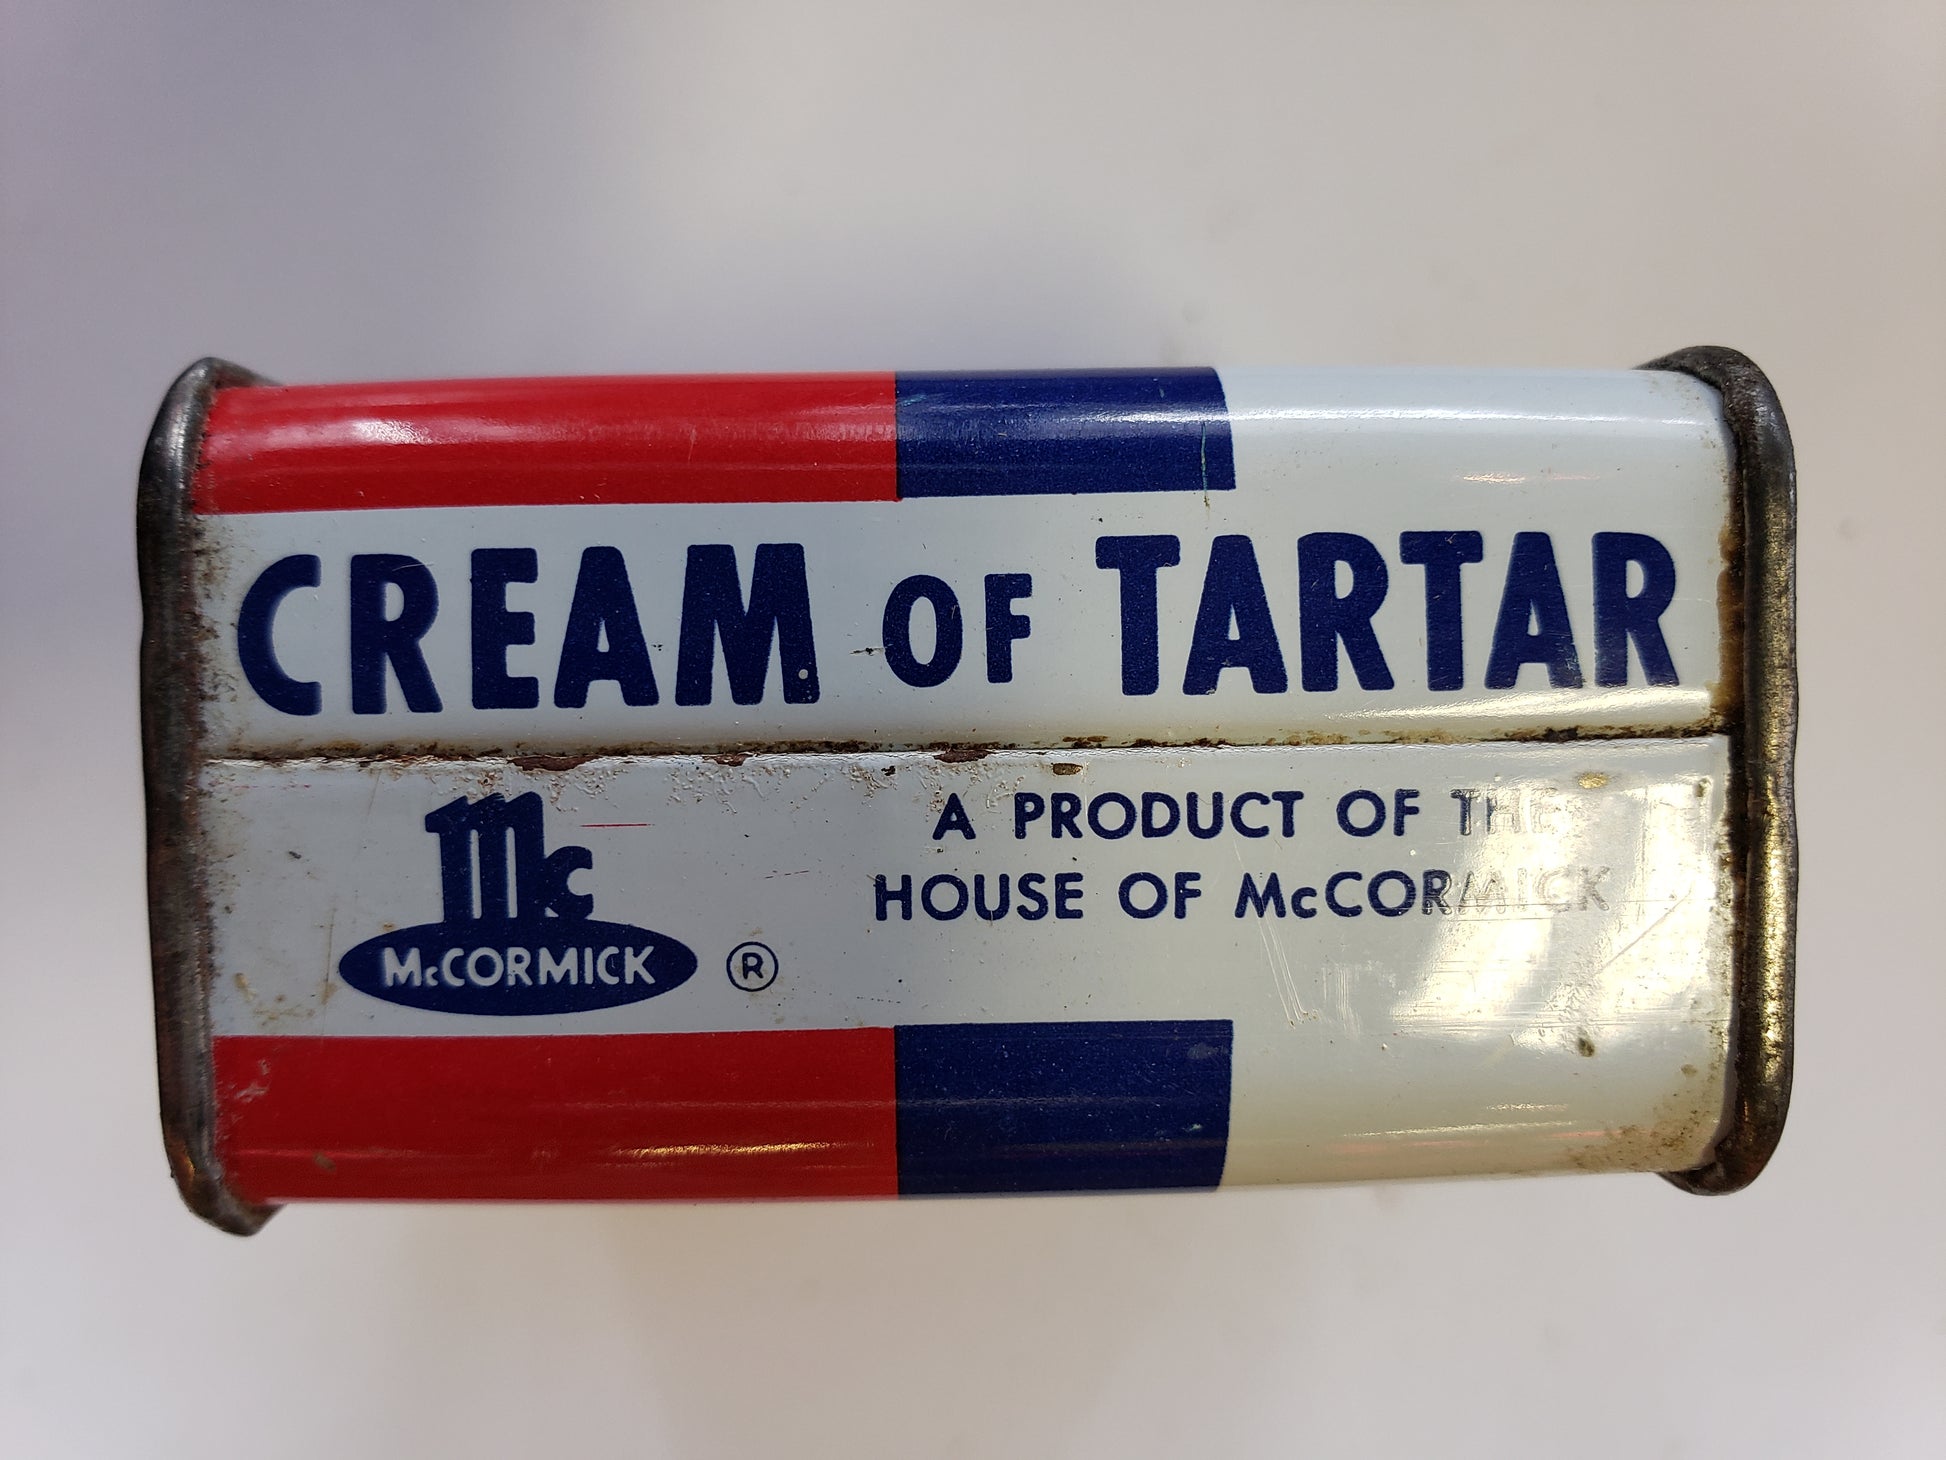 CREAM OF TARTAR
Mc
McCORMICK ®
A PRODUCT OF THE
HOUSE OF McCORMICK